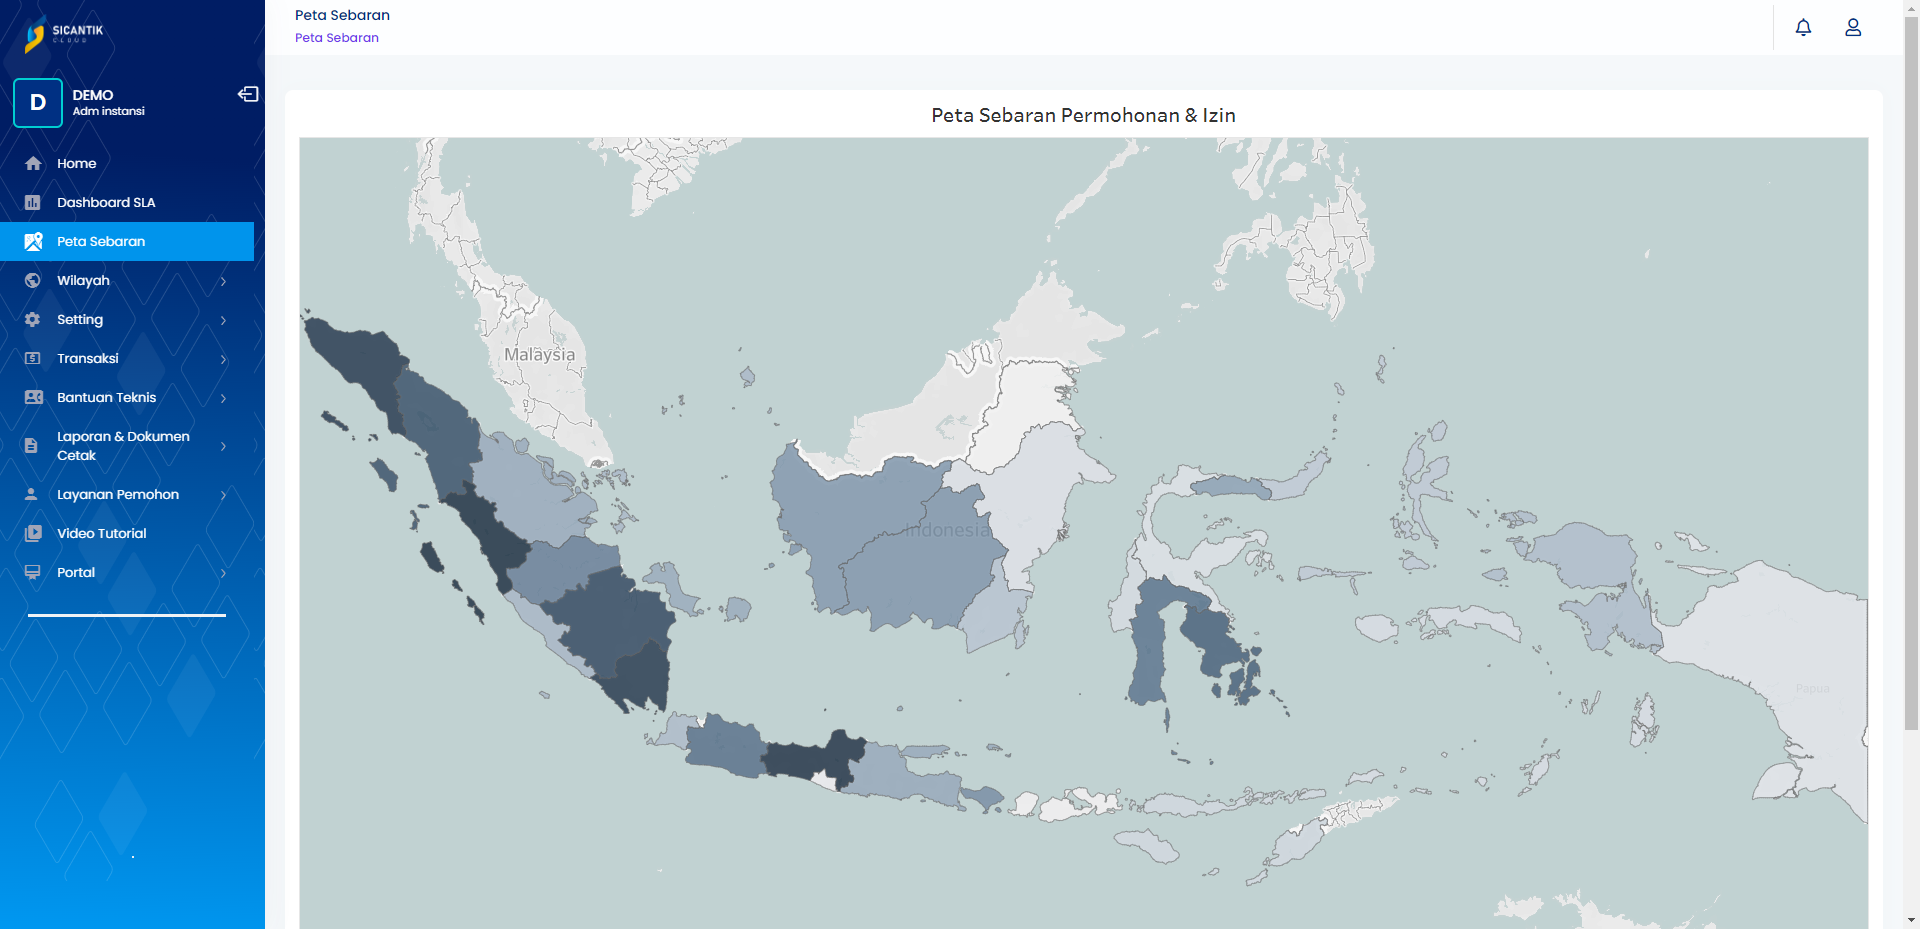 SICANTIK
CLOUD
D
DEMO
Adm instansi
Home
Dashboard SLA
Peta Sebaran
Wilayah
Setting
Transaksi
Bantuan Teknis
Laporan & Dokumen
Cetak
Layanan Pemohon
Video Tutorial
Portal
Peta Sebaran
Peta Sebaran
Peta Sebaran Permohonan & Izin
Malaysia
Indonesia
Papua